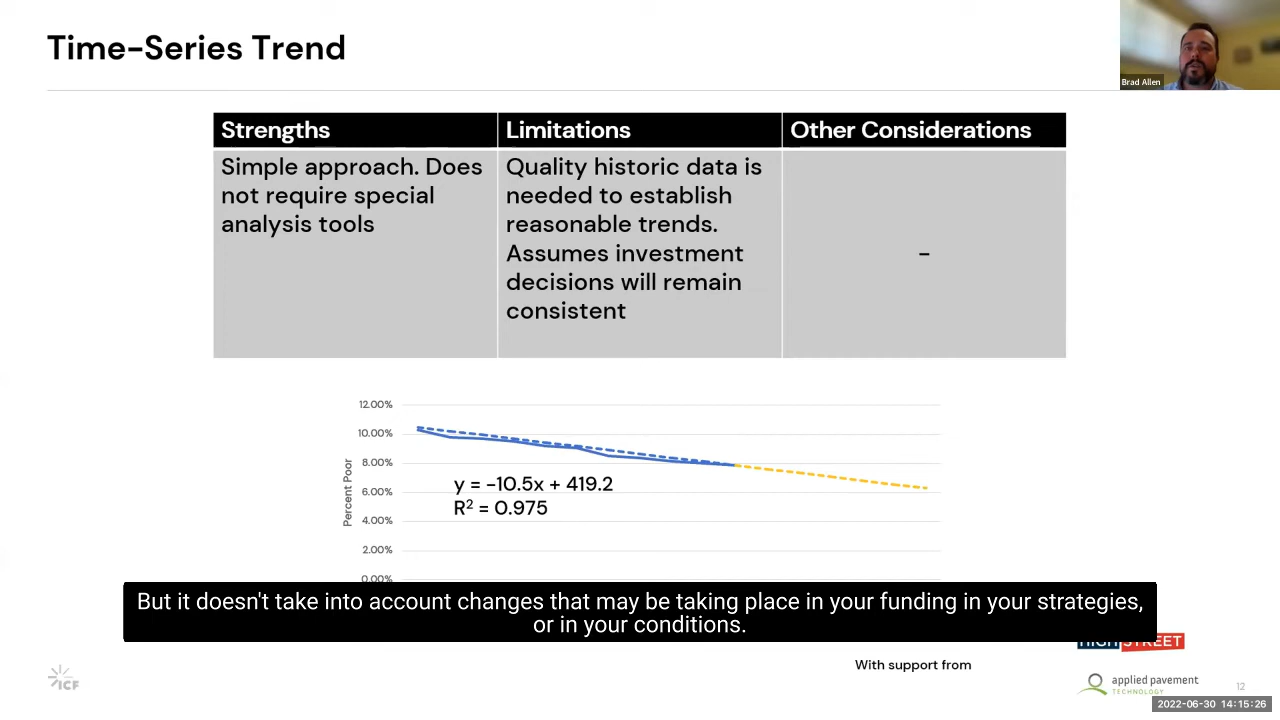 Time-Series Trend
Brad Allen
Strengths
Limitations
Other Considerations
Simple approach. Does
not require special
analysis tools
Quality historic data is
needed to establish
reasonable trends.
Assumes investment
decisions will remain
consistent
-
12.00%
10.00%
8.00%
6.00%
4.00%
2.00%
0.00%
Percent Poor
y = -10.5x + 419.2
R² = 0.975
But it doesn't take into account changes that may be taking place in your funding in your strategies,
or in your conditions.
HIGH STREET
With support from
ICF
applied pavement
TECHNOLOGY
12
2022-06-30 14:15:26